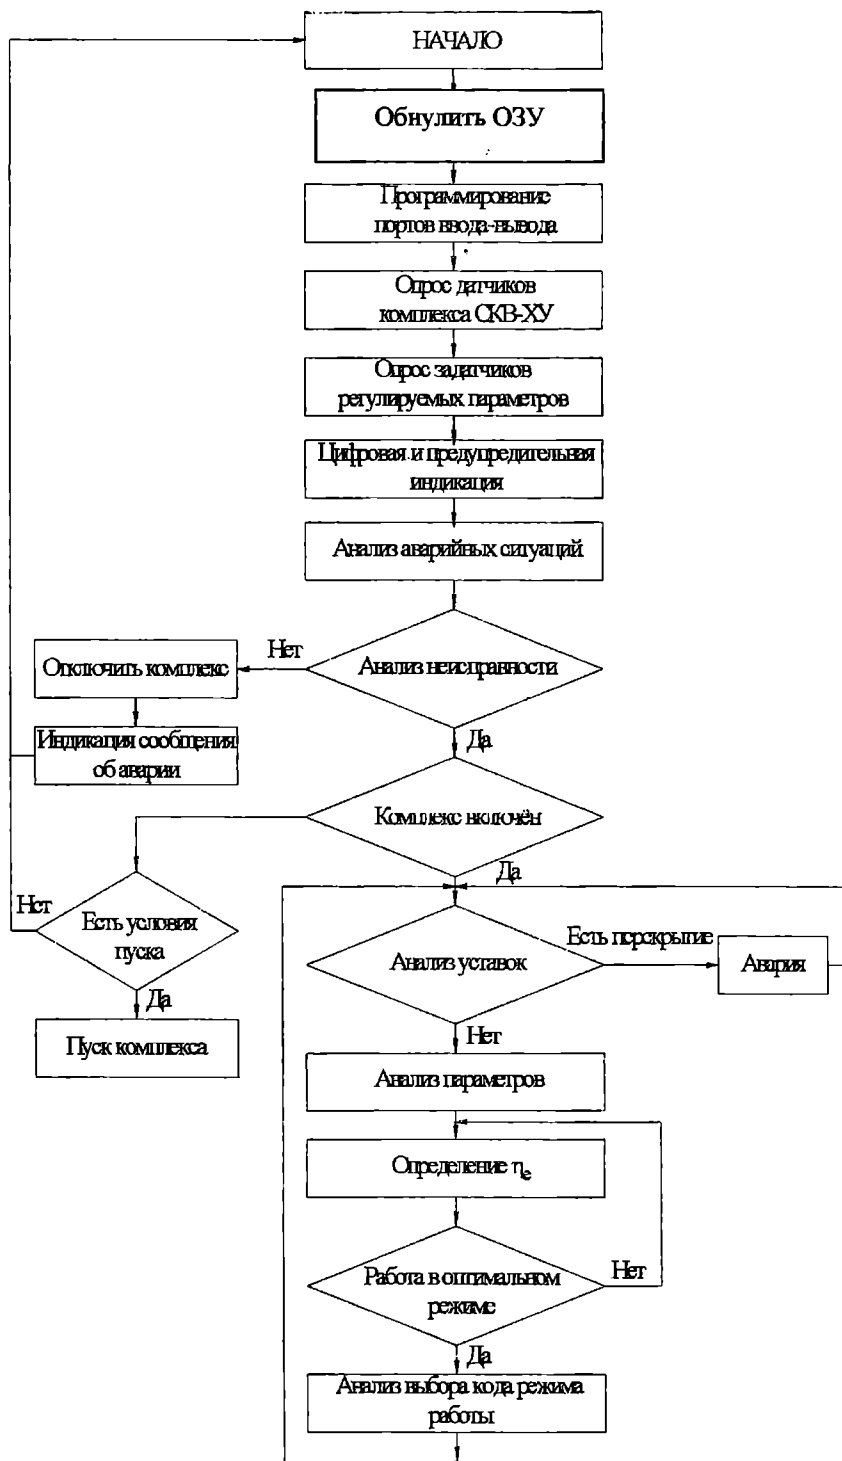 НАЧАЛО
Обнулить ОЗУ
Программирование
портов ввода-вывода
Опрос датчиков
комплекса СКВ-ХУ
Опрос задатчиков
регулируемых параметров
Цифровая и предупредительная
индикация
Анализ аварийных ситуаций
Нет
Отключить комплекс
Анализ неисправности
Индикация сообщения
об аварии
Да
Комплекс включён
Да
Нет
Есть условия
пуска
Есть перекрытие
Анализ уставок
Авария
Да
Пуск комплекса
Нет
Анализ параметров
Определение ηе
Работа в оптимальном
режиме
Нет
Да
Анализ выбора кода режима
работы